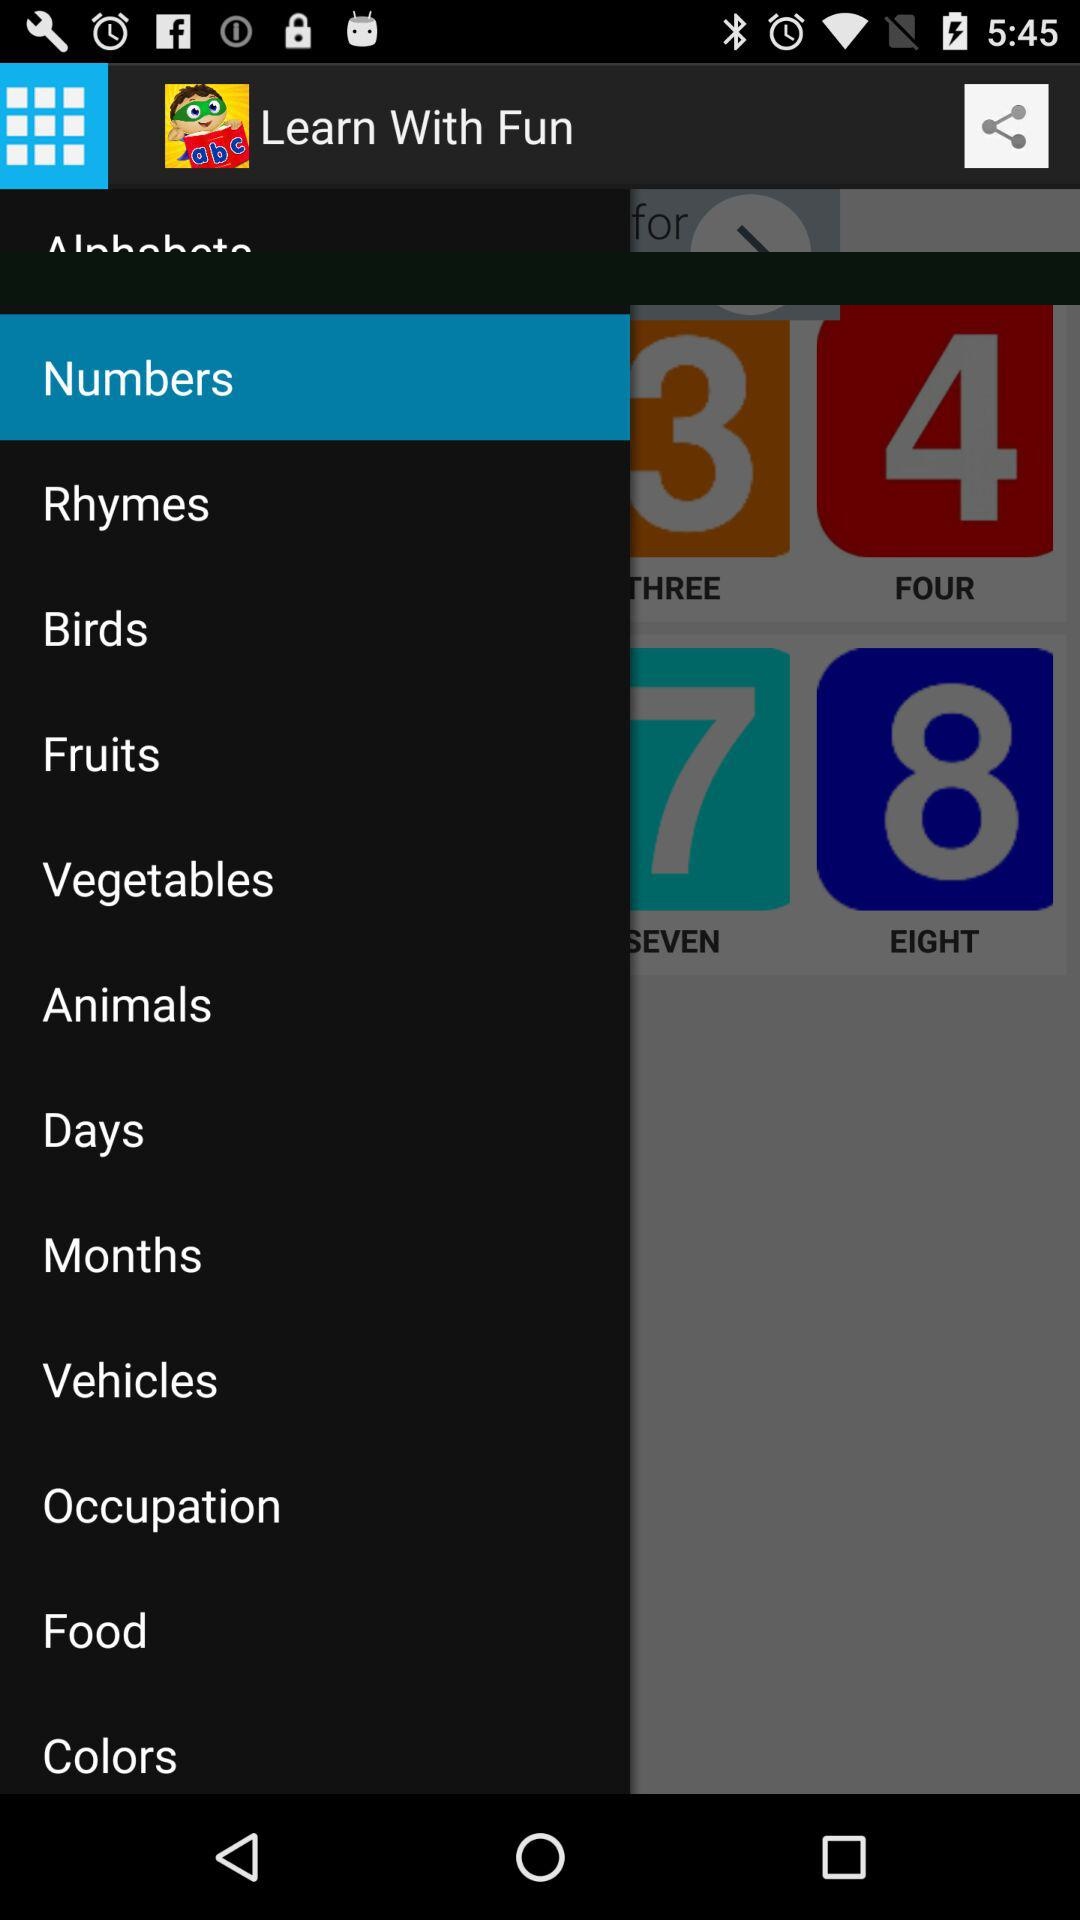 5:45
abc
Learn With Fun
Alphabets
for
Numbers
3
4
Rhymes
THREE
FOUR
Birds
Fruits
7
8
Vegetables
SEVEN
EIGHT
Animals
Days
Months
Vehicles
Occupation
Food
Colors